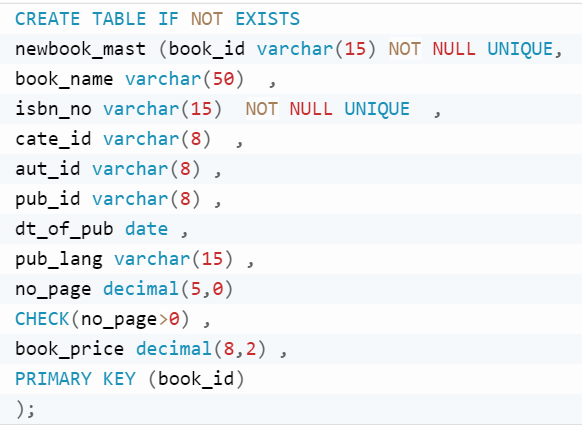 CREATE TABLE IF NOT EXISTS
newbook_mast (book_id varchar(15) NOT NULL UNIQUE,
book_name varchar(50)  ,
isbn_no varchar(15)  NOT NULL UNIQUE  ,
cate_id varchar(8)  ,
aut_id varchar(8) ,
pub_id varchar(8) ,
dt_of_pub date ,
pub_lang varchar(15) ,
no_page decimal(5,0)
CHECK(no_page>0) ,
book_price decimal(8,2) ,
PRIMARY KEY (book_id)
);